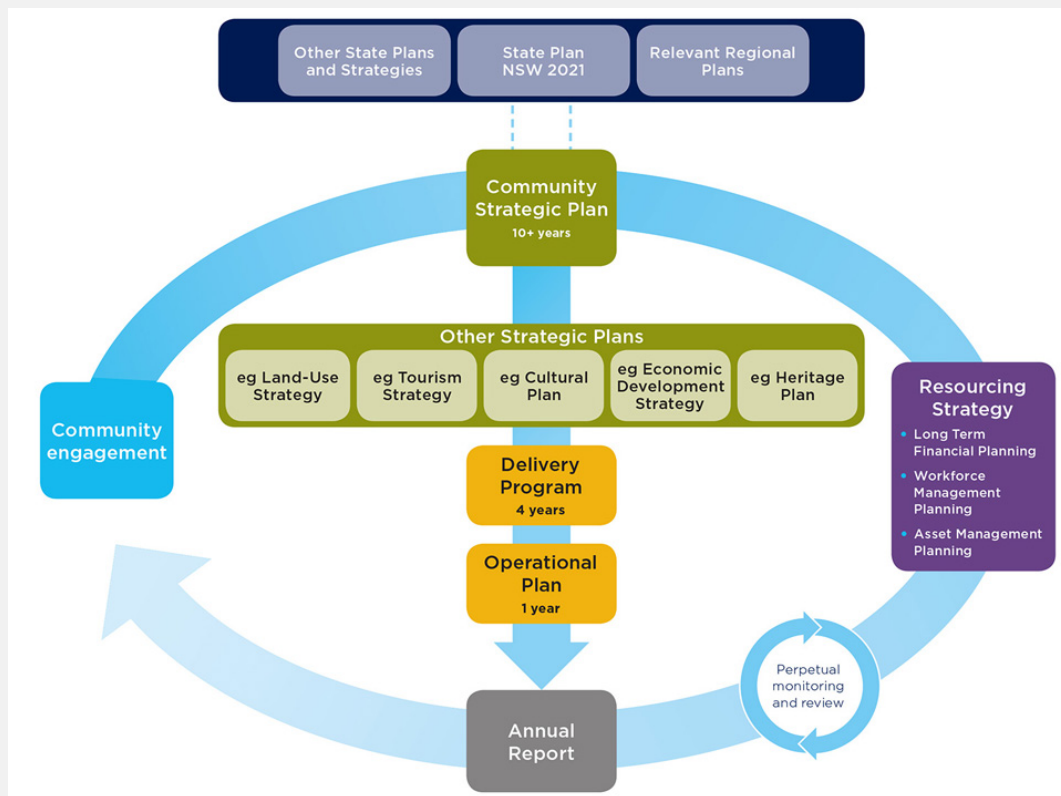 Other State Plans
and Strategies
State Plan
NSW 2021
Relevant Regional
Plans
Community
Strategic Plan
10+ years
Other Strategic Plans
eg Land-Use
Strategy
eg Tourism
Strategy
eg Cultural
Plan
eg Economic
Development
Strategy
eg Heritage
Plan
Community
engagement
Resourcing
Strategy
• Long Term
Financial Planning
• Workforce
Management
Planning
• Asset Management
Planning
Delivery
Program
4 years
Operational
Plan
1 year
Perpetual
monitoring
and review
Annual
Report